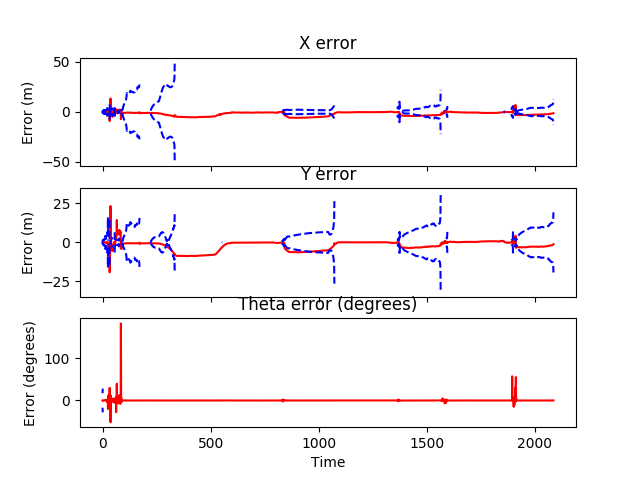 X error
50
0
−50
Error (m)
Y error
25
0
−25
Error (m)
Theta error (degrees)
100
0
Error (degrees)
0 500 1000 1500 2000
Time